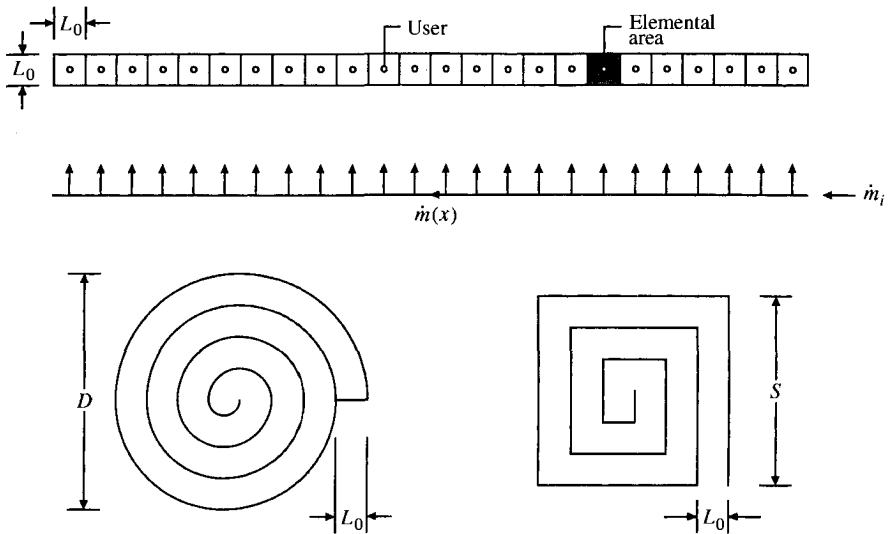 L₀
User
Elemental
area
L₀
ṁ(x)
ṁᵢ
D
S
L₀
L₀